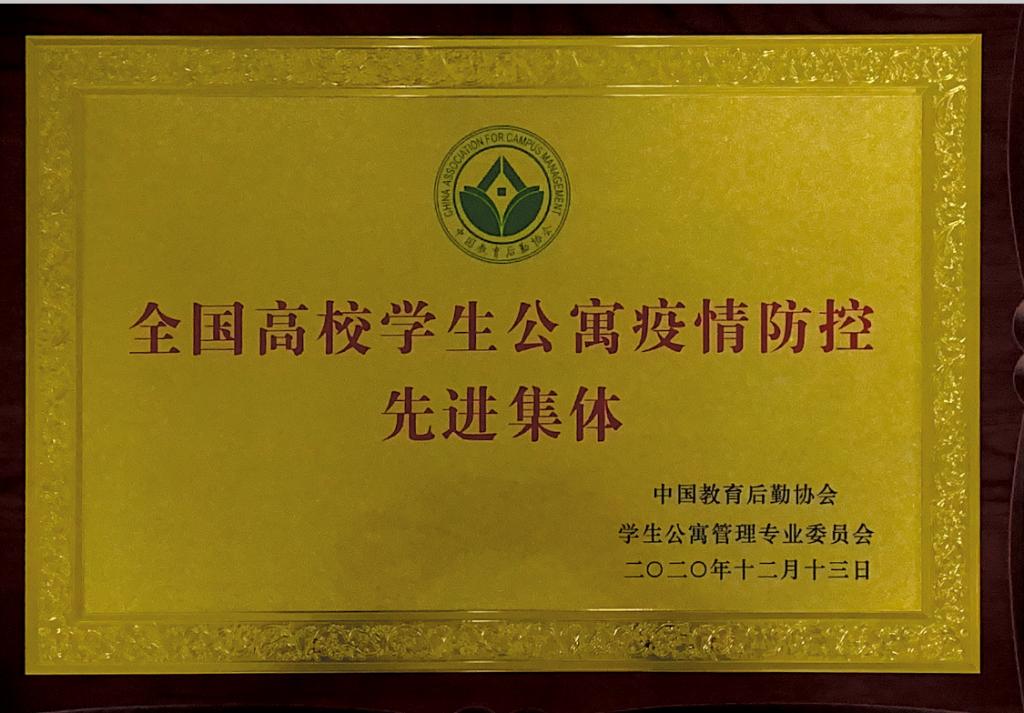 CHINA ASSOCIATION FOR CAMPUS MANAGEMENT
中国教育后勤协会
全国高校学生公寓疫情防控
先进集体
中国教育后勤协会
学生公寓管理专业委员会
二〇二〇年十二月十三日